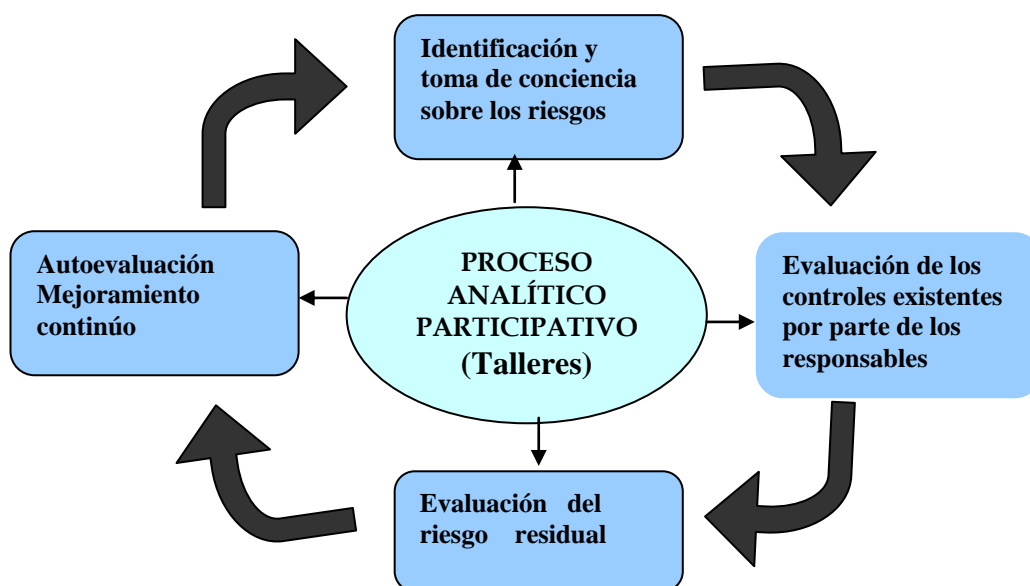 Identificación y
toma de conciencia
sobre los riesgos
Autoevaluación
Mejoramiento
continúo
PROCESO
ANALÍTICO
PARTICIPATIVO
(Talleres)
Evaluación de los
controles existentes
por parte de los
responsables
Evaluación del
riesgo residual